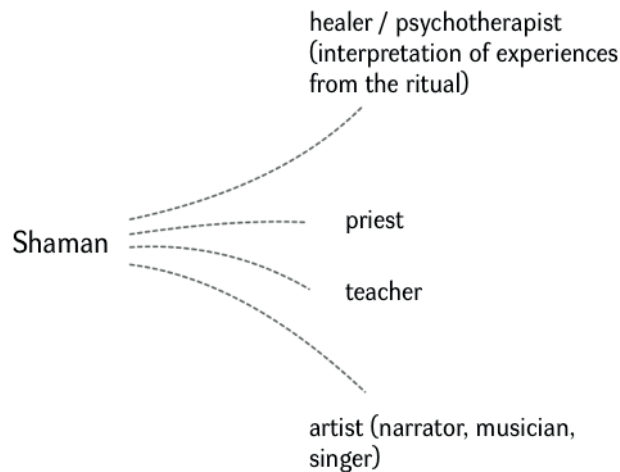 healer / psychotherapist
(interpretation of experiences
from the ritual)
priest
Shaman
teacher
artist (narrator, musician,
singer)